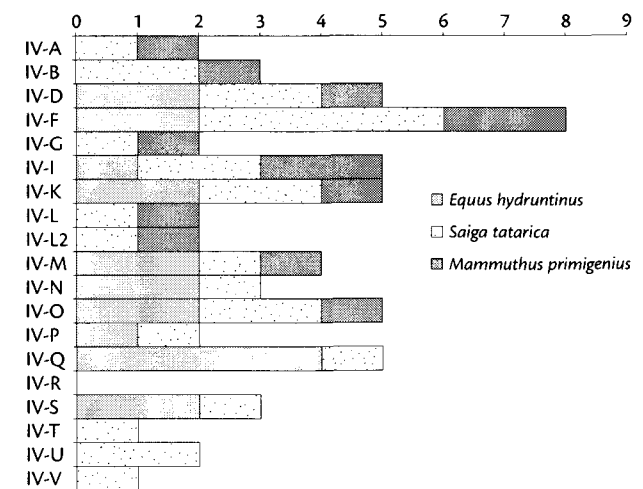 0 1 2 3 4 5 6 7 8 9
IV-A
IV-B
IV-D
IV-F
IV-G
IV-I
IV-K
IV-L
IV-L2
IV-M
IV-N
IV-O
IV-P
IV-Q
IV-R
IV-S
IV-T
IV-U
IV-V
Equus hydruntinus
Saiga tatarica
Mammuthus primigenius